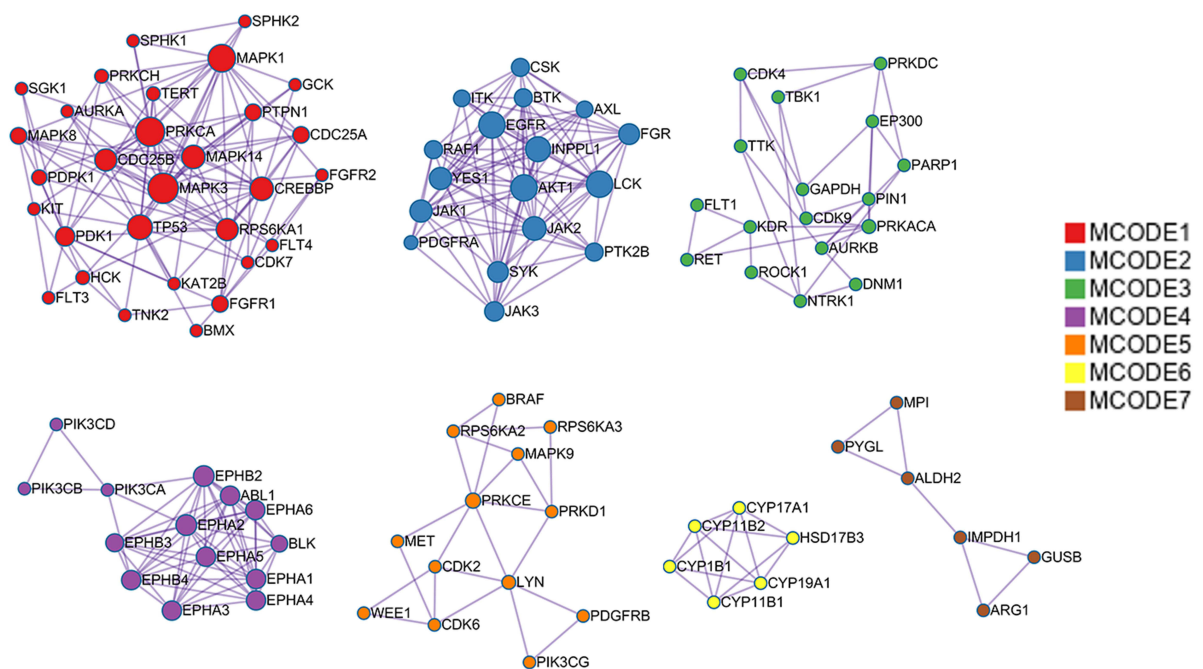 SPHK2
SPHK1
MAPK1
PRKCH
GCK
SGK1
TERT
AURKA
PTPN1
MAPK8
PRKCA
CDC25A
CDC25B
MAPK14
PDPK1
FGFR2
MAPK3
CREBBP
KIT
TP53
RPS6KA1
PDK1
FLT4
CDK7
HCK
KAT2B
FLT3
FGFR1
TNK2
BMX
CSK
ITK
BTK
AXL
EGFR
FGR
RAF1
INPPL1
YES1
AKT1
LCK
JAK1
JAK2
PDGFRA
PTK2B
SYK
JAK3
CDK4
PRKDC
TBK1
EP300
TTK
PARP1
GAPDH
PIN1
FLT1
CDK9
KDR
PRKACA
AURKB
RET
ROCK1
DNM1
NTRK1
MCODE1
MCODE2
MCODE3
MCODE4
MCODE5
MCODE6
MCODE7
PIK3CD
PIK3CB
PIK3CA
EPHB2
ABL1
EPHA6
EPHA2
EPHB3
BLK
EPHA5
EPHB4
EPHA1
EPHA4
EPHA3
BRAF
RPS6KA2
RPS6KA3
MAPK9
PRKCE
PRKD1
MET
CDK2
LYN
WEE1
CDK6
PDGFRB
PIK3CG
CYP17A1
CYP11B2
HSD17B3
CYP1B1
CYP19A1
CYP11B1
MPI
PYGL
ALDH2
IMPDH1
GUSB
ARG1